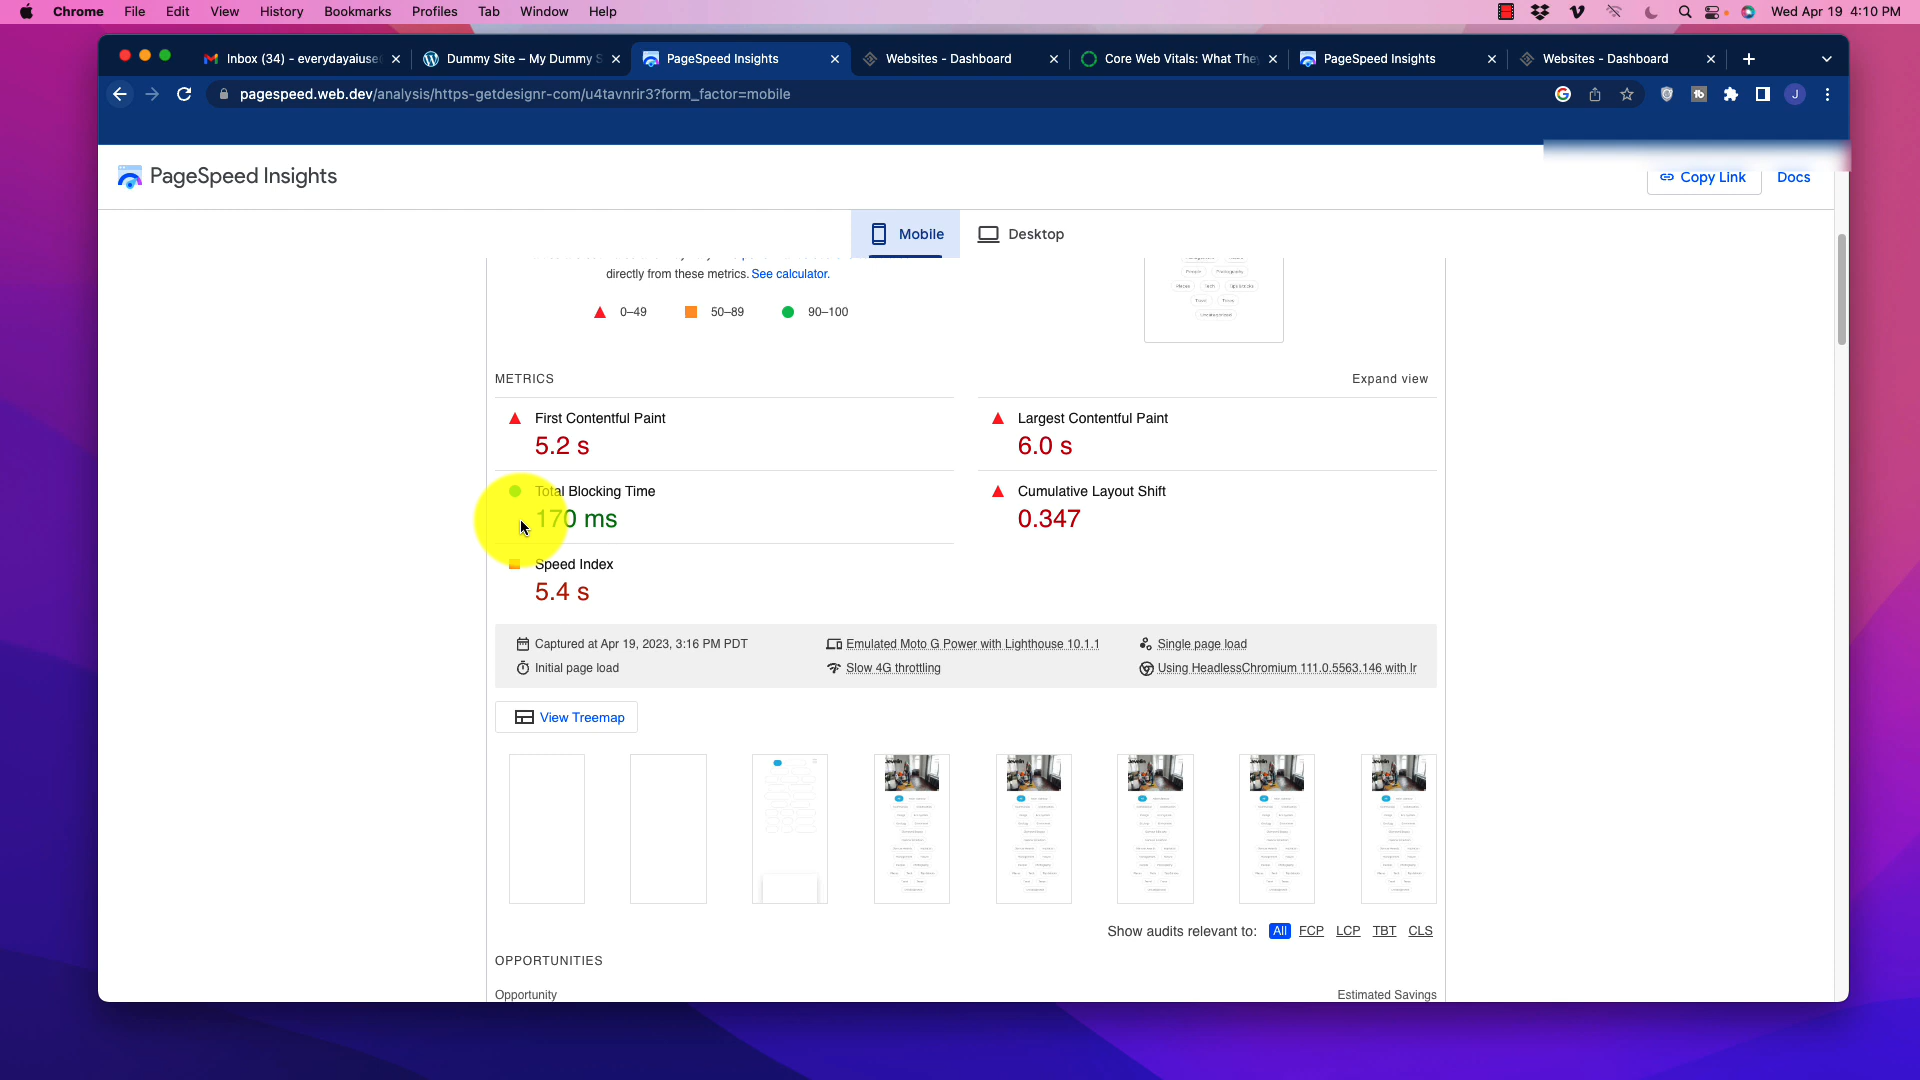 Chrome File Edit View History Bookmarks Profiles Tab Window Help Wed Apr 19 4:10 PM
Inbox (34) - everydayaiuse
Dummy Site – My Dummy S
PageSpeed Insights
Websites - Dashboard
Core Web Vitals: What The
PageSpeed Insights
Websites - Dashboard
pagespeed.web.dev/analysis/https-getdesignr-com/u4tavnrir3?form_factor=mobile
J
PageSpeed Insights
Copy Link
Docs
Mobile
Desktop
directly from these metrics. See calculator.
0–49
50–89
90–100
METRICS
Expand view
First Contentful Paint
5.2 s
Largest Contentful Paint
6.0 s
Total Blocking Time
170 ms
Cumulative Layout Shift
0.347
Speed Index
5.4 s
Captured at Apr 19, 2023, 3:16 PM PDT
Emulated Moto G Power with Lighthouse 10.1.1
Single page load
Initial page load
Slow 4G throttling
Using HeadlessChromium 111.0.5563.146 with lr
View Treemap
Show audits relevant to: All FCP LCP TBT CLS
OPPORTUNITIES
Opportunity
Estimated Savings